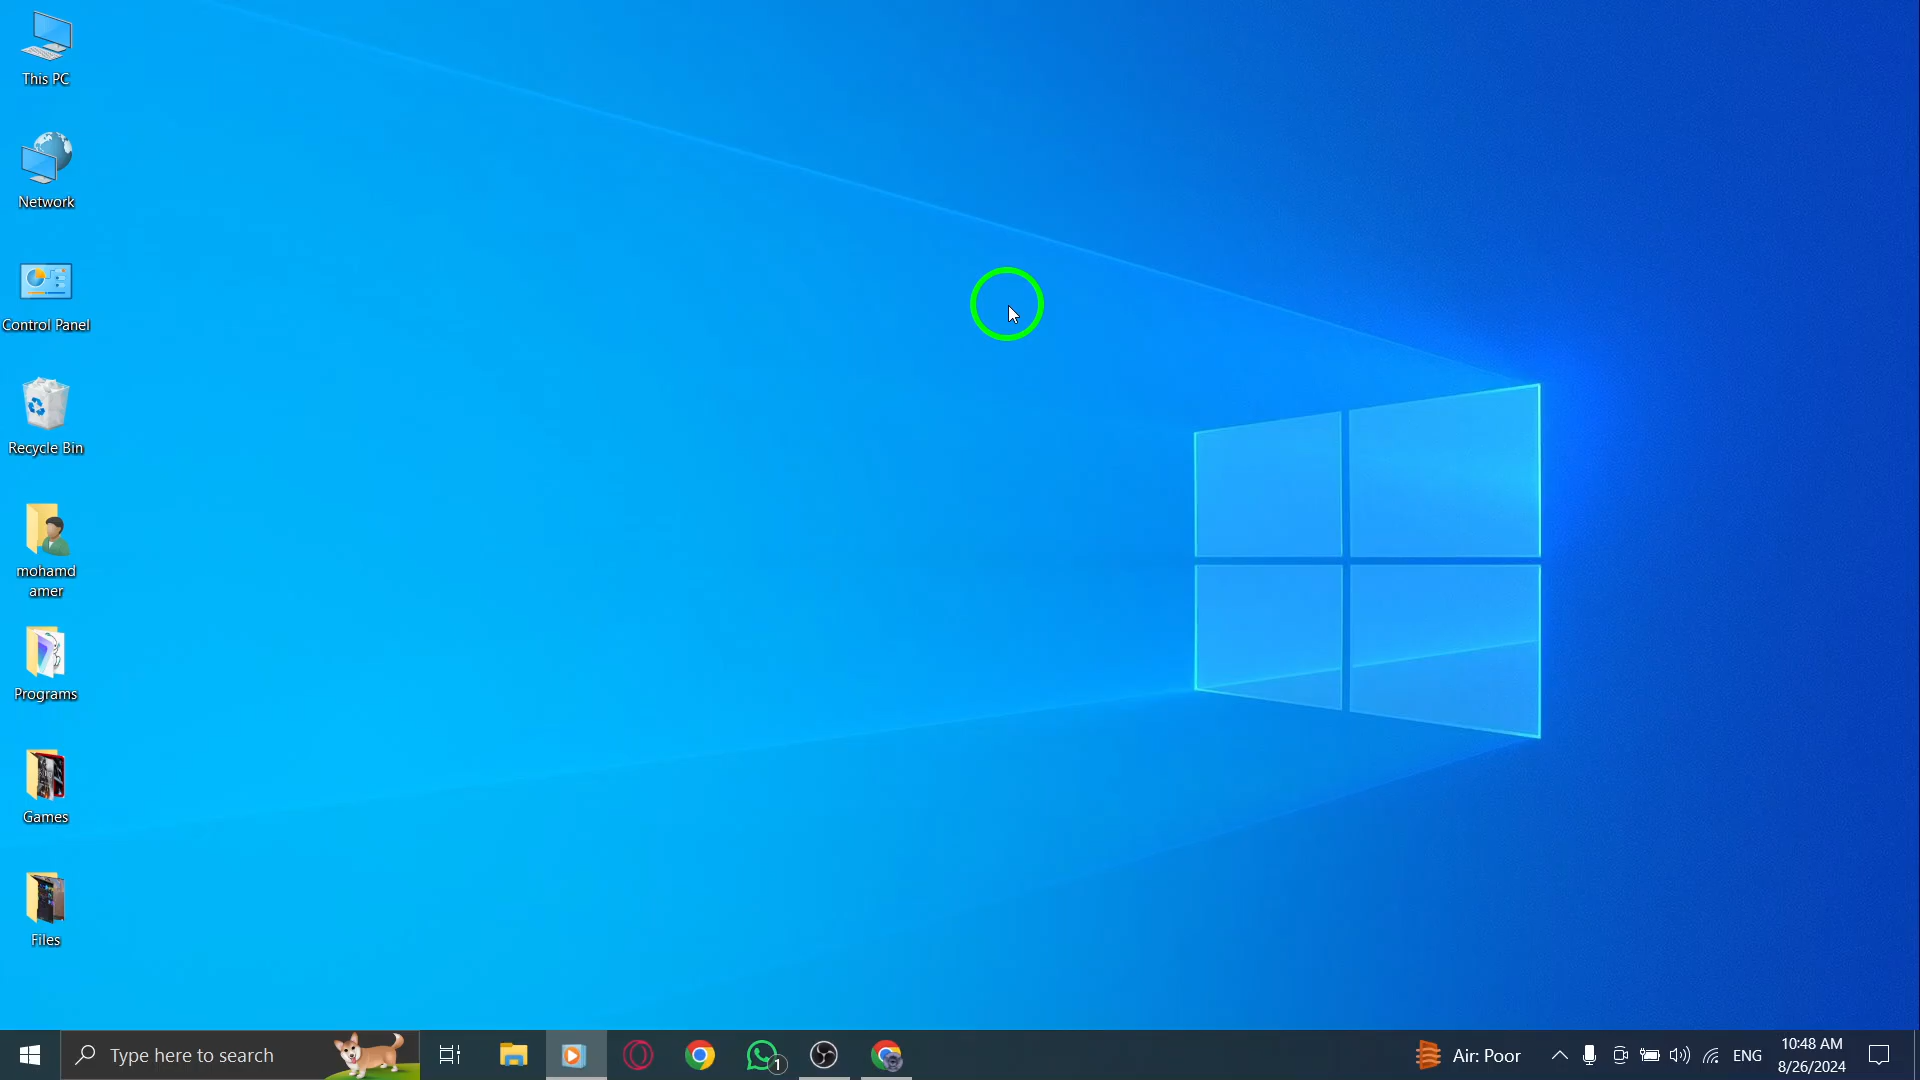 This PC
Network
Control Panel
Recycle Bin
mohamd
amer
Programs
Games
Files
Type here to search
1
Air: Poor
ENG
10:48 AM
8/26/2024